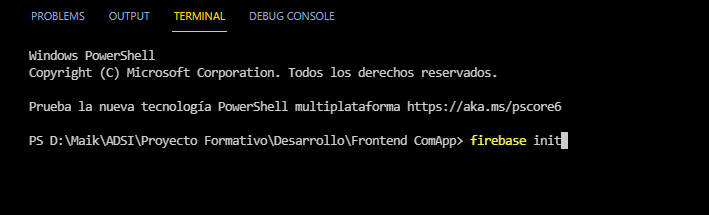 PROBLEMS OUTPUT TERMINAL DEBUG CONSOLE
Windows PowerShell
Copyright (C) Microsoft Corporation. Todos los derechos reservados.
Prueba la nueva tecnología PowerShell multiplataforma https://aka.ms/pscore6
PS D:\Maik\ADSI\Proyecto Formativo\Desarrollo\Frontend ComApp> firebase init